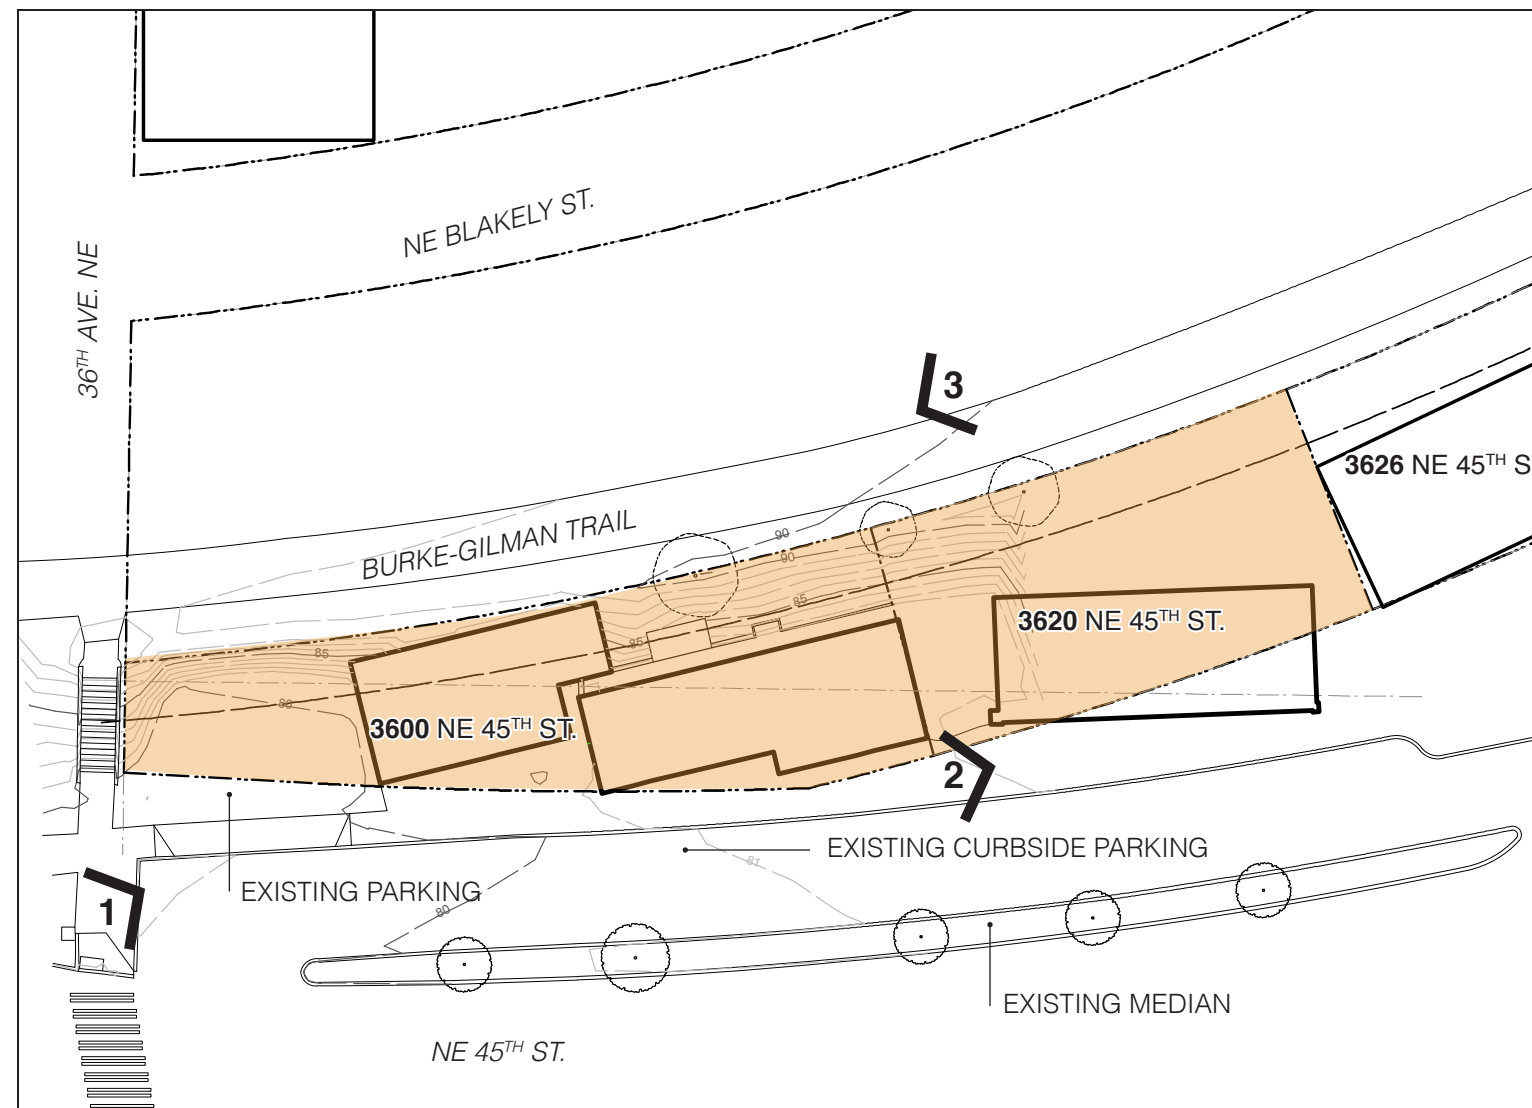 NE BLAKELY ST.
36TH AVE. NE
3
3626 NE 45TH S
BURKE-GILMAN TRAIL
90
90
85
85
85
80
3620 NE 45TH ST.
3600 NE 45TH ST.
2
EXISTING CURBSIDE PARKING
81
EXISTING PARKING
1
80
EXISTING MEDIAN
NE 45TH ST.